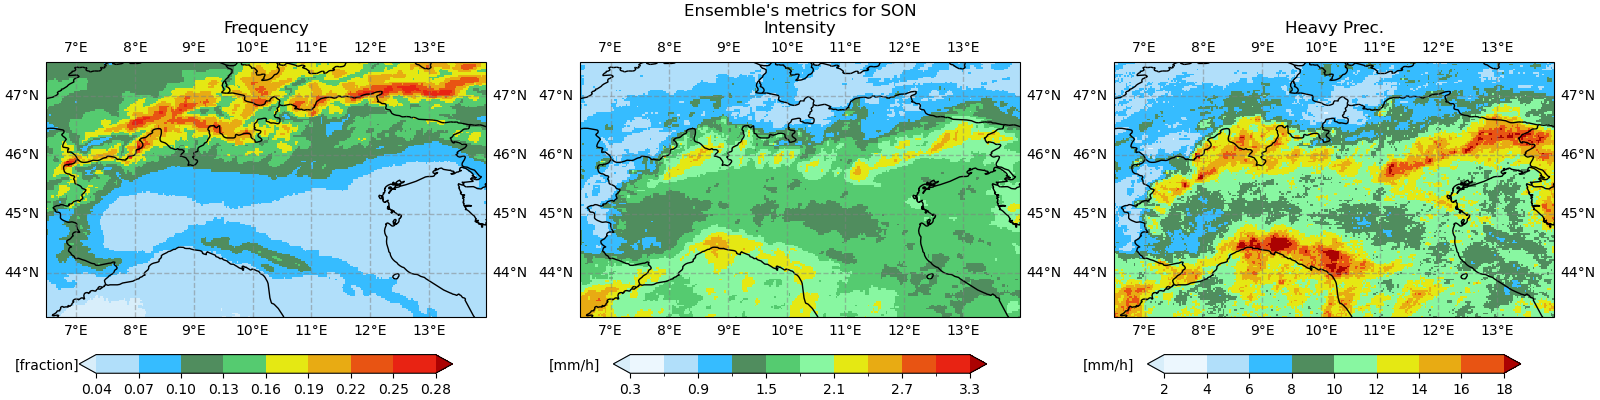 Ensemble's metrics for SON
Frequency
Intensity
Heavy Prec.
7°E 8°E 9°E 10°E 11°E 12°E 13°E
7°E 8°E 9°E 10°E 11°E 12°E 13°E
7°E 8°E 9°E 10°E 11°E 12°E 13°E
47°N 47°N 47°N 47°N 47°N 47°N
46°N 46°N 46°N 46°N 46°N 46°N
45°N 45°N 45°N 45°N 45°N 45°N
44°N 44°N 44°N 44°N 44°N 44°N
7°E 8°E 9°E 10°E 11°E 12°E 13°E
7°E 8°E 9°E 10°E 11°E 12°E 13°E
7°E 8°E 9°E 10°E 11°E 12°E 13°E
[fraction]
0.04 0.07 0.10 0.13 0.16 0.19 0.22 0.25 0.28
[mm/h]
0.3 0.9 1.5 2.1 2.7 3.3
[mm/h]
2 4 6 8 10 12 14 16 18